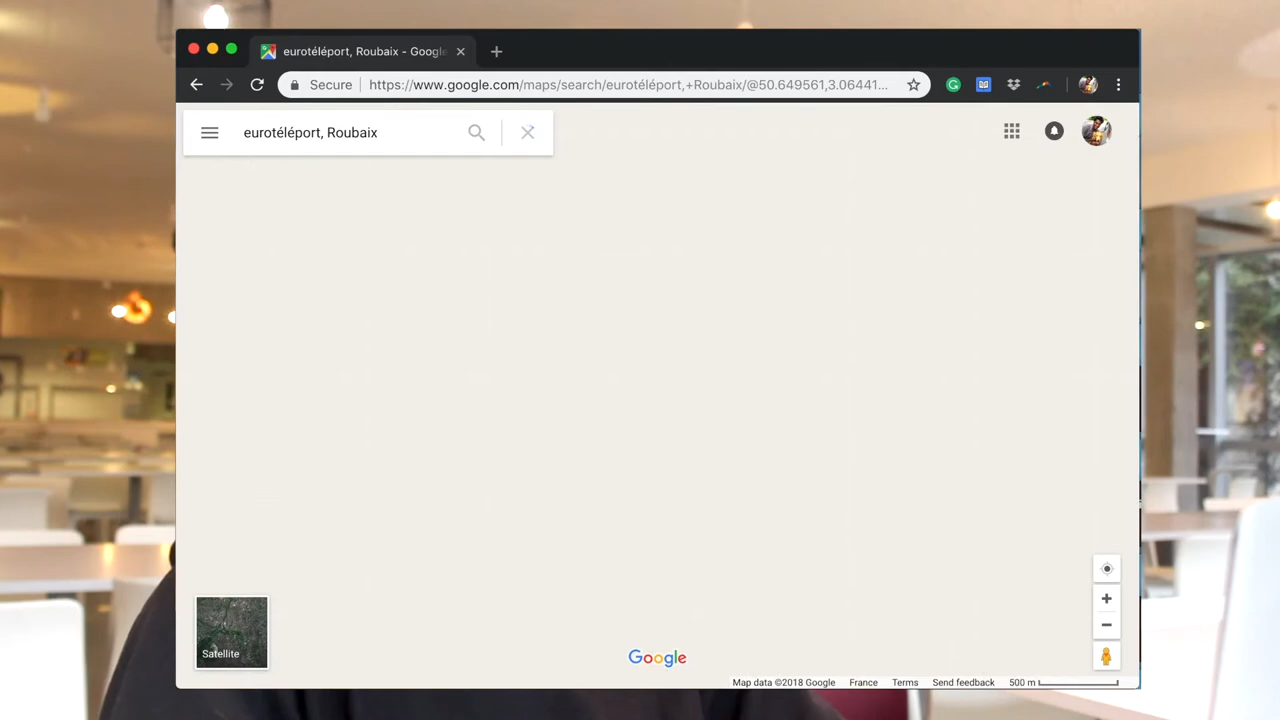 eurotéléport, Roubaix - Google
Secure
https://www.google.com/maps/search/eurotéléport,+Roubaix/@50.649561,3.06441...
eurotéléport, Roubaix
Satellite
Google
Map data ©2018 Google France Terms Send feedback 500 m